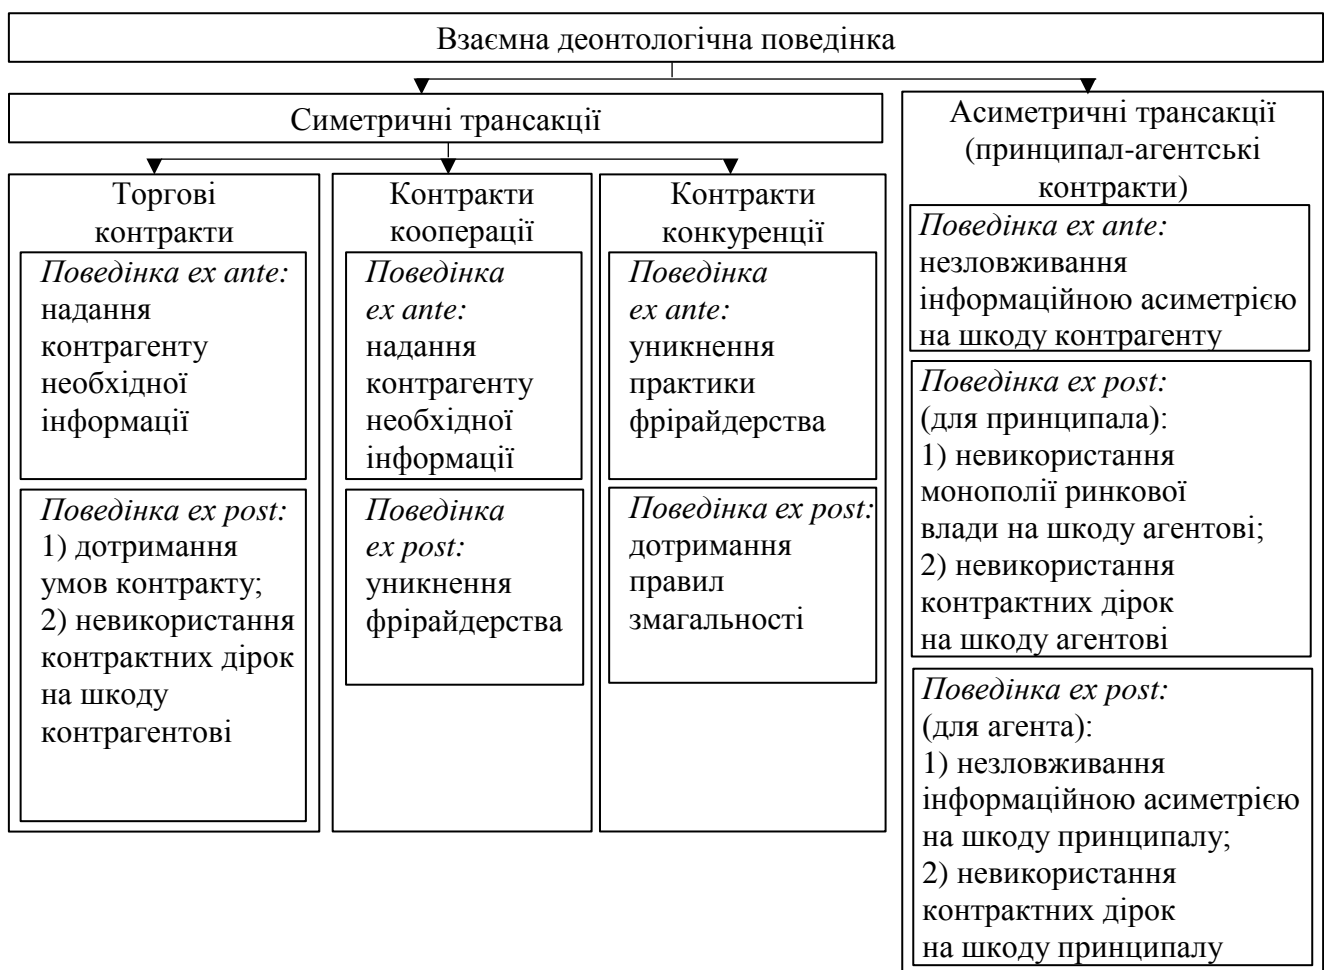 Взаємна деонтологічна поведінка
Симетричні трансакції
Торгові
контракти
Поведінка ex ante:
надання
контрагенту
необхідної
інформації
Поведінка ex post:
1) дотримання
умов контракту;
2) невикористання
контрактних дірок
на шкоду
контрагентові
Контракти
кооперації
Поведінка
ex ante:
надання
контрагенту
необхідної
інформації
Поведінка
ex post:
уникнення
фрірайдерства
Контракти
конкуренції
Поведінка
ex ante:
уникнення
практики
фрірайдерства
Поведінка ex post:
дотримання
правил
змагальності
Асиметричні трансакції
(принципал-агентські
контракти)
Поведінка ex ante:
незловживання
інформаційною асиметрією
на шкоду контрагенту
Поведінка ex post:
(для принципала):
1) невикористання
монополії ринкової
влади на шкоду агентові;
2) невикористання
контрактних дірок
на шкоду агентові
Поведінка ex post:
(для агента):
1) незловживання
інформаційною асиметрією
на шкоду принципалу;
2) невикористання
контрактних дірок
на шкоду принципалу